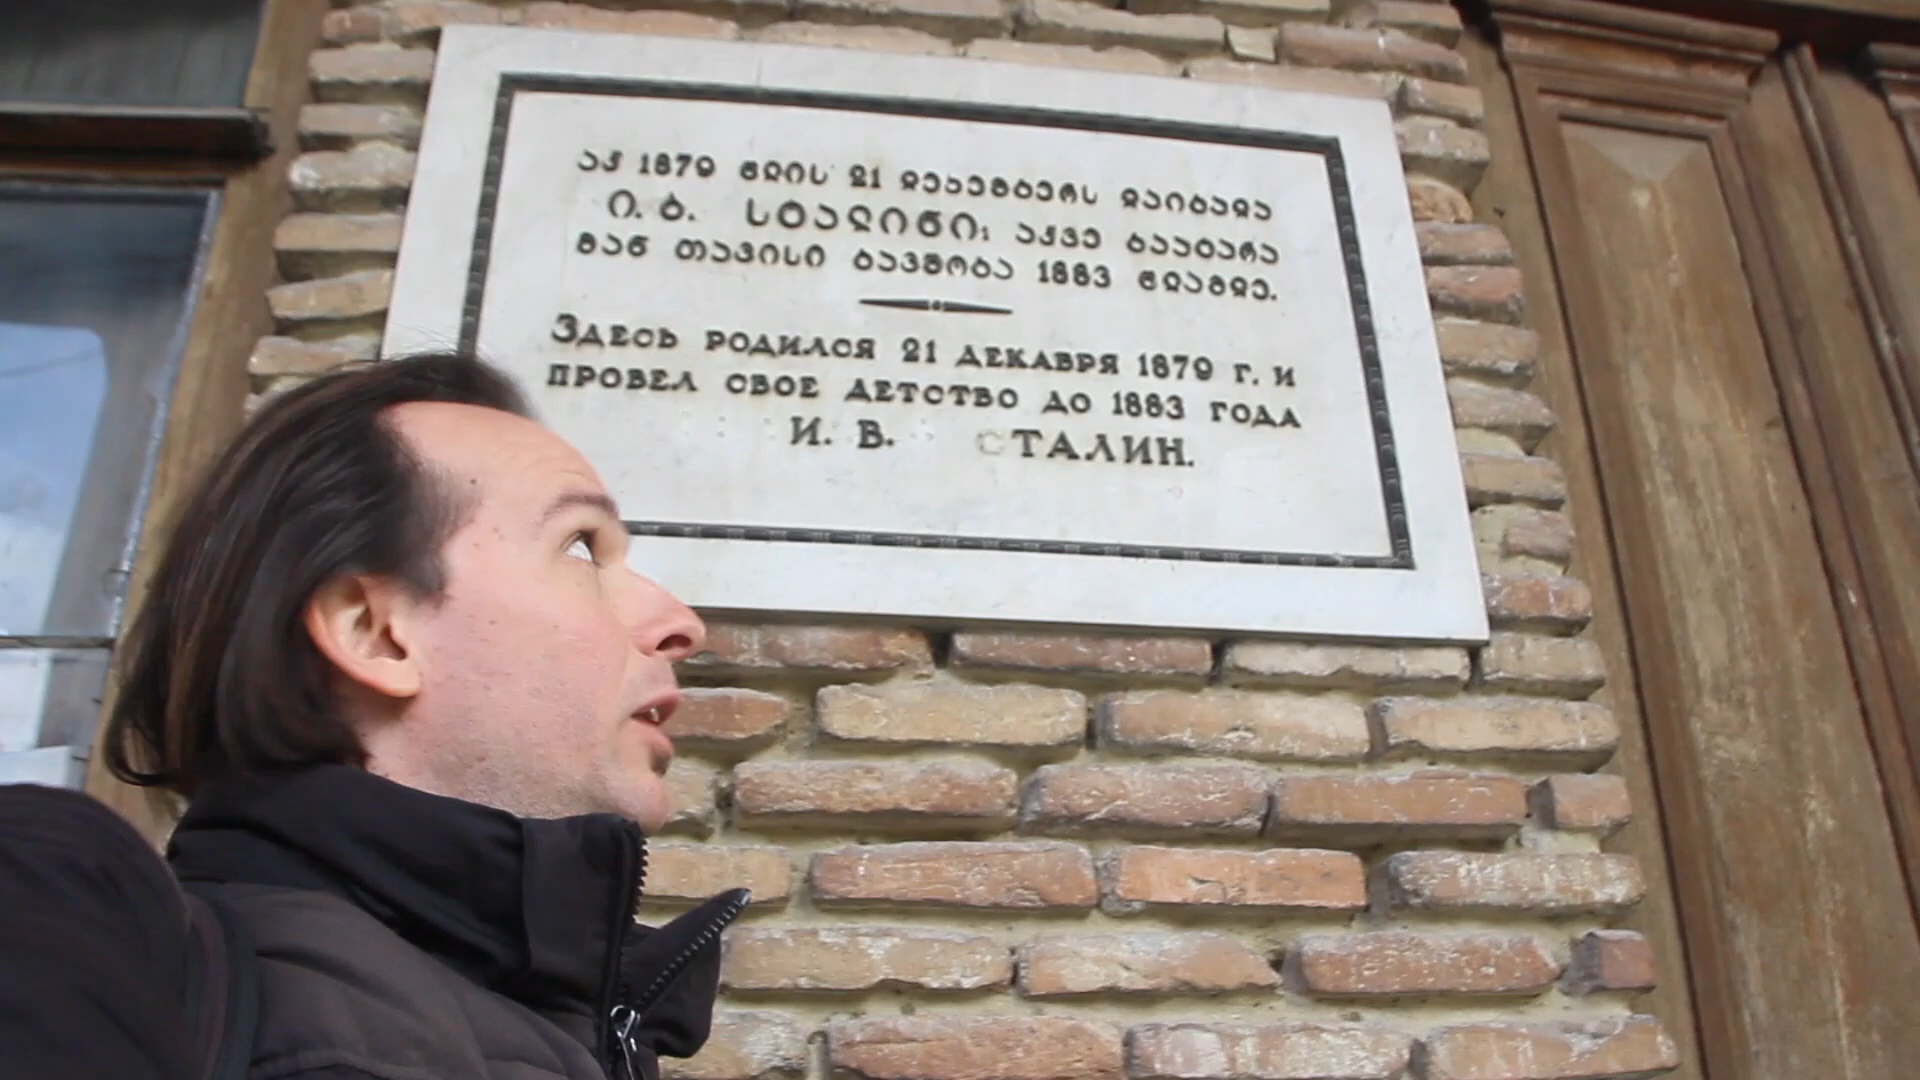 აქ 1879 წლის 21 დეკემბერს დაიბადა
ი. ბ. სტალინი; აქვე გაატარა
მან თავისი ბავშობა 1883 წლამდე.
Здесь родился 21 декабря 1879 г. и
провел свое детство до 1883 года
И. В. Сталин.